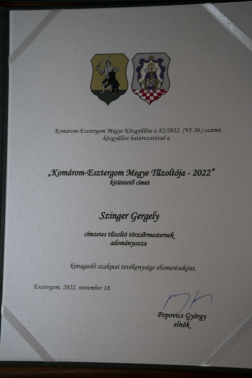 Komárom-Esztergom Megye Közgyűlése a 82/2022. (VI.30.) számú
közgyűlési határozatával a
„Komárom-Esztergom Megye Tűzoltója - 2022”
kitüntető címet
Szinger Gergely
címzetes tűzoltó törzsőrmesternek
adományozza
kimagasló szakmai tevékenysége elismeréseként.
Esztergom, 2022. november 18.
Popovics György
elnök